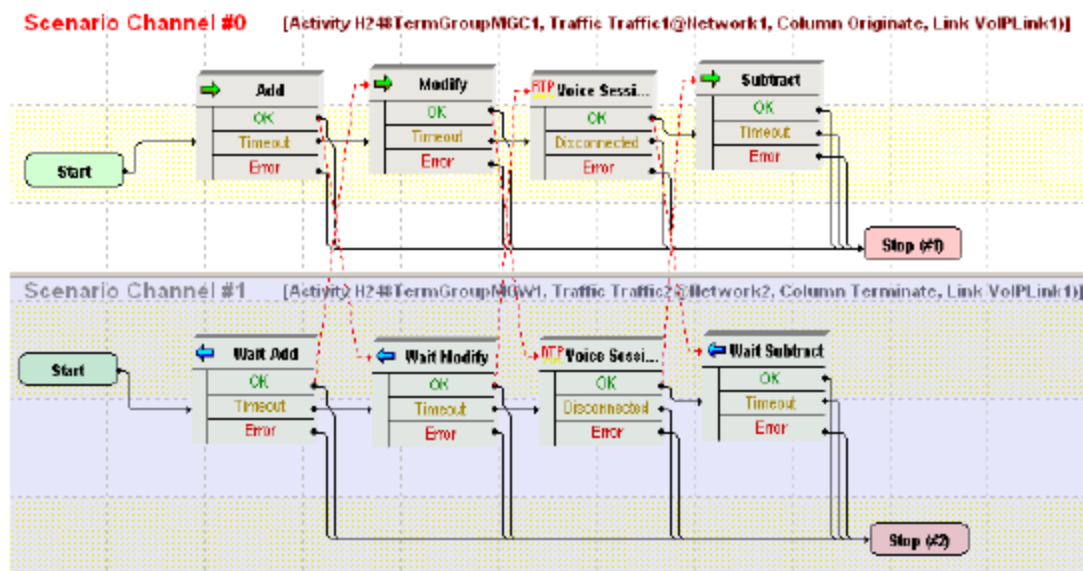 Scenario Channel #0 [Activity H248TermGroupMGC1, Traffic Traffic1@Network1, Column Originate, Link VoIPLink1)]
Add
OK
Timeout
Error
Modify
OK
Timeout
Error
RTP Voice Sessi...
OK
Disconnected
Error
Subtract
OK
Timeout
Error
Start
Stop (#1)
Scenario Channel #1 [Activity H248TermGroupMGW1, Traffic Traffic2@Network2, Column Terminate, Link VoIPLink1)]
Wait Add
OK
Timeout
Error
Wait Modify
OK
Timeout
Error
RTP Voice Sessi...
OK
Disconnected
Error
Wait Subtract
OK
Timeout
Error
Start
Stop (#2)